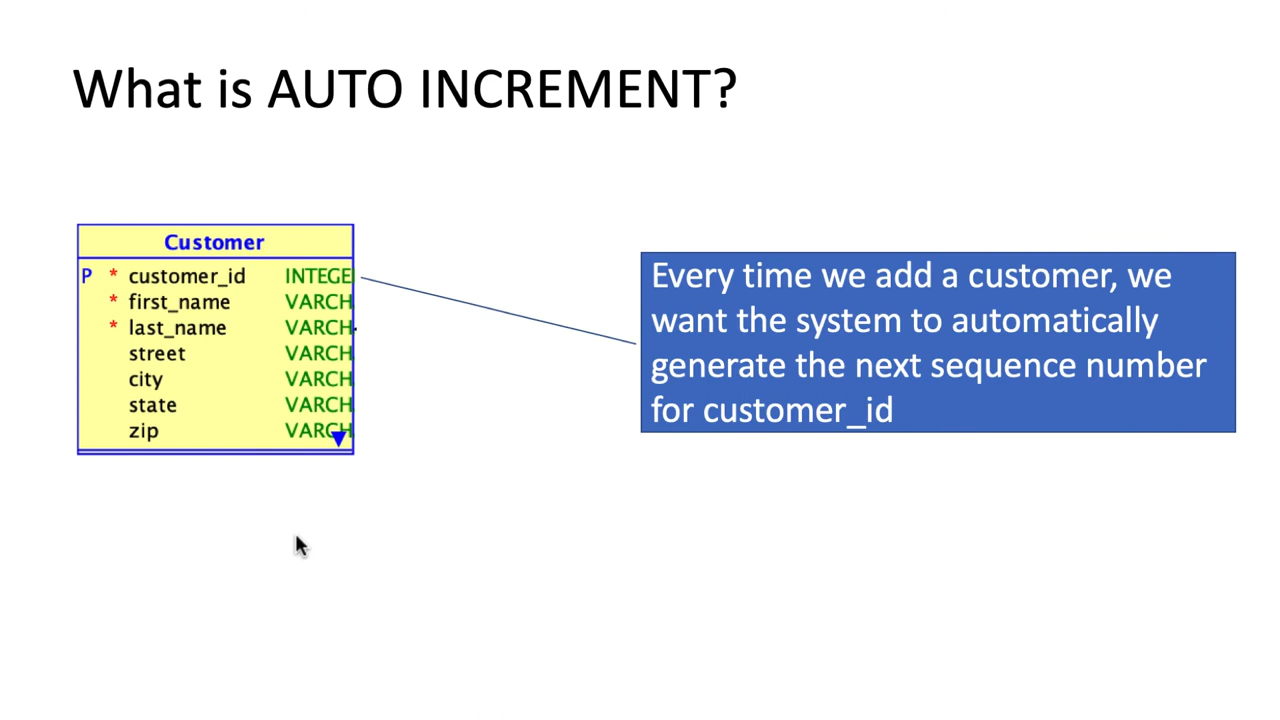 What is AUTO INCREMENT?
Customer
P * customer_id INTEGE
* first_name VARCH
* last_name VARCH
street VARCH
city VARCH
state VARCH
zip VARCH
Every time we add a customer, we
want the system to automatically
generate the next sequence number
for customer_id